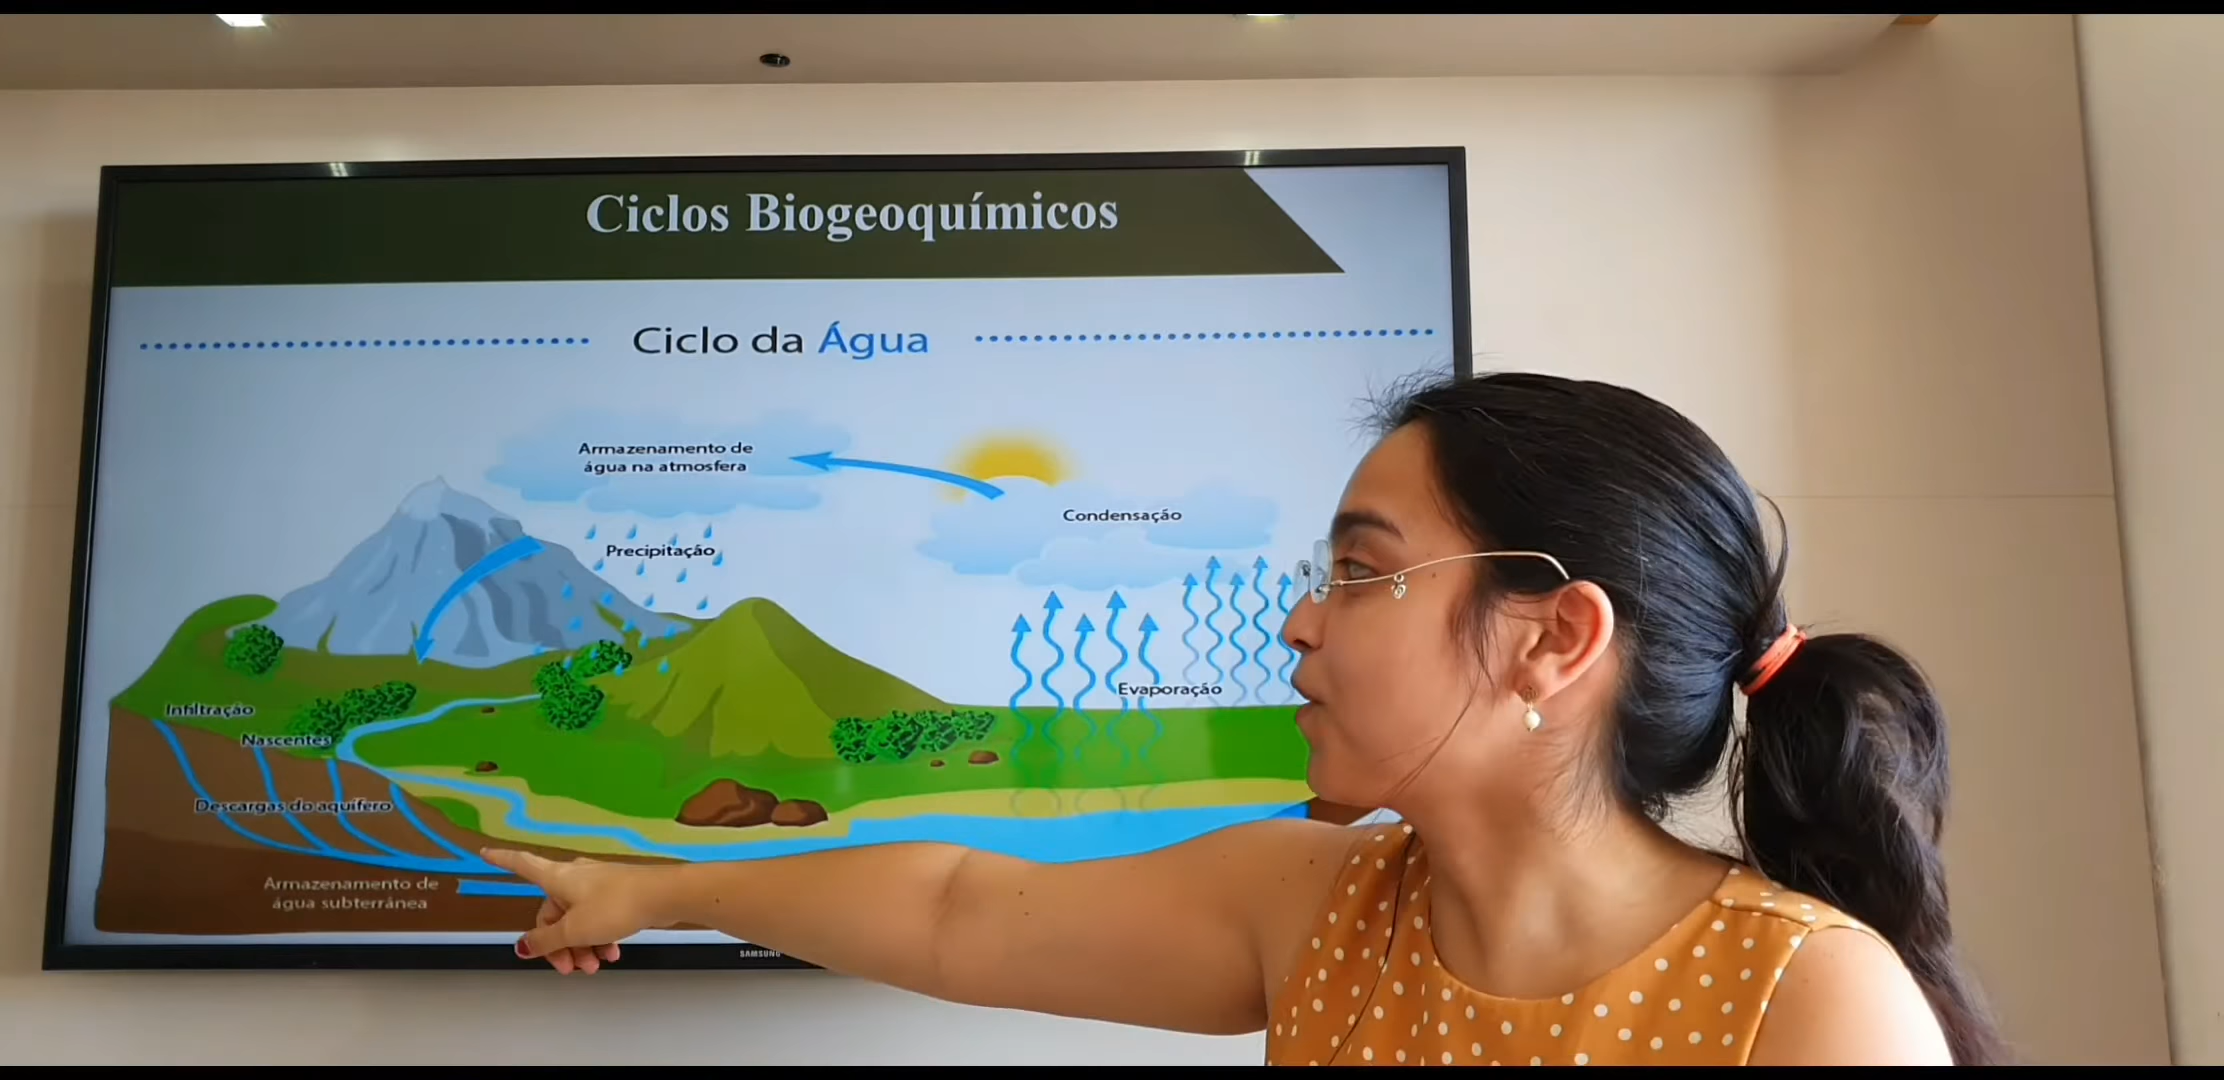 Ciclos Biogeoquímicos
Ciclo da Água
Armazenamento de
água na atmosfera
Condensação
Precipitação
Evaporação
Infiltração
Nascentes
Descargas do aquífero
Armazenamento de
água subterránea
SAMSUNG